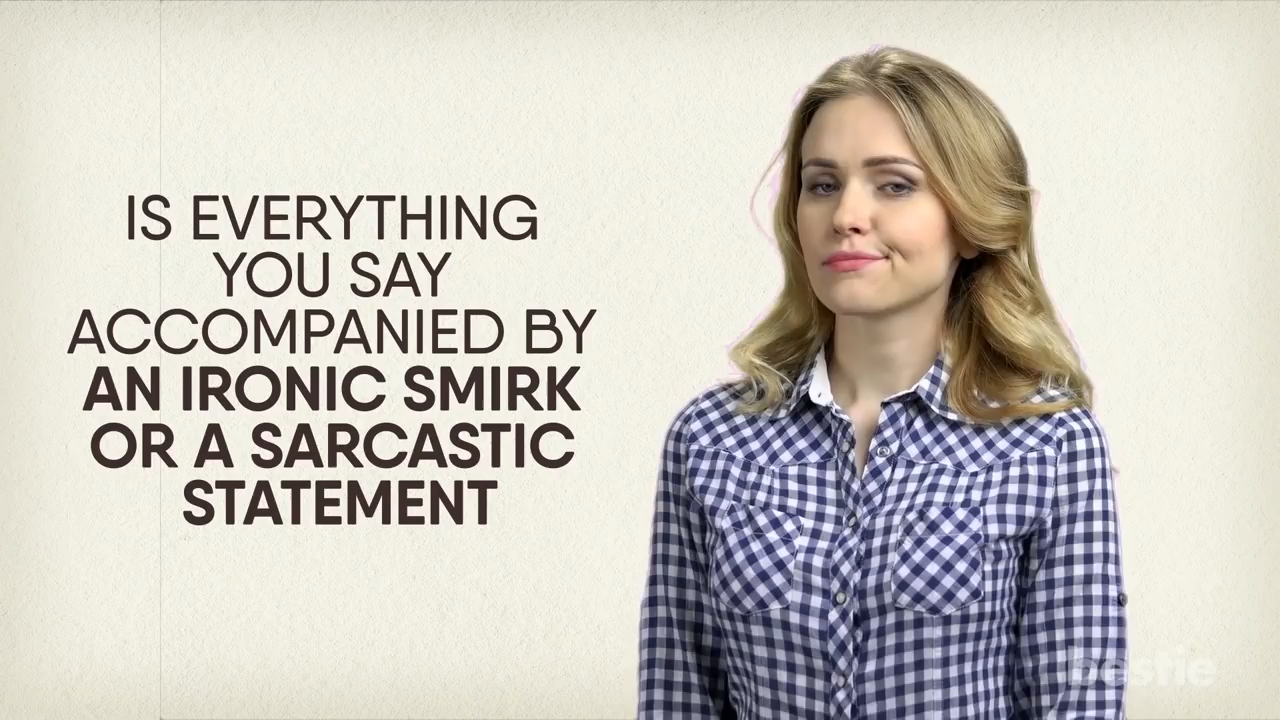 IS EVERYTHING
YOU SAY
ACCOMPANIED BY
AN IRONIC SMIRK
OR A SARCASTIC
STATEMENT
bestie